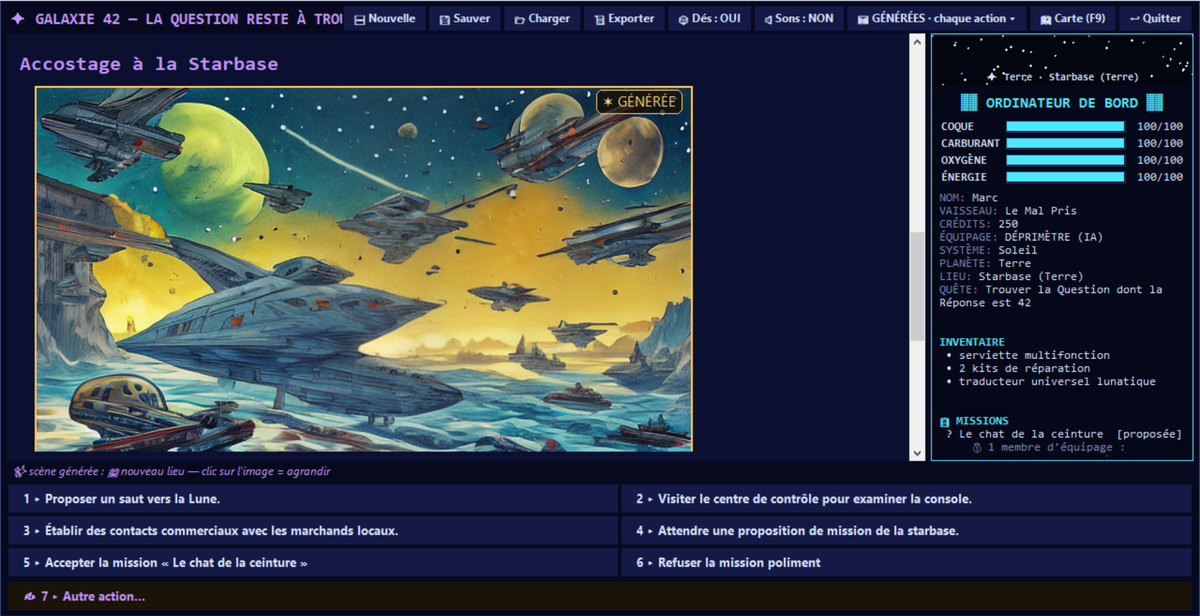 GALAXIE 42 — LA QUESTION RESTE À TROU
Nouvelle
Sauver
Charger
Exporter
Dés : OUI
Sons : NON
GÉNÉRÉES · chaque action
Carte (F9)
Quitter
Accostage à la Starbase
GÉNÉRÉE
Terre · Starbase (Terre)
ORDINATEUR DE BORD
COQUE 100/100
CARBURANT 100/100
OXYGÈNE 100/100
ÉNERGIE 100/100
NOM: Marc
VAISSEAU: Le Mal Pris
CRÉDITS: 250
ÉQUIPAGE: DÉPRIMÈTRE (IA)
SYSTÈME: Soleil
PLANÈTE: Terre
LIEU: Starbase (Terre)
QUÊTE: Trouver la Question dont la
Réponse est 42
INVENTAIRE
• serviette multifonction
• 2 kits de réparation
• traducteur universel lunatique
MISSIONS
? Le chat de la ceinture [proposée]
1 membre d'équipage :
scène générée : nouveau lieu — clic sur l'image = agrandir
1 ▸ Proposer un saut vers la Lune.
2 ▸ Visiter le centre de contrôle pour examiner la console.
3 ▸ Établir des contacts commerciaux avec les marchands locaux.
4 ▸ Attendre une proposition de mission de la starbase.
5 ▸ Accepter la mission « Le chat de la ceinture »
6 ▸ Refuser la mission poliment
7 ▸ Autre action...